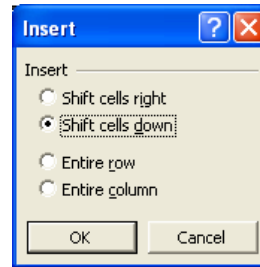 Insert
Insert
Shift cells right
Shift cells down
Entire row
Entire column
OK Cancel